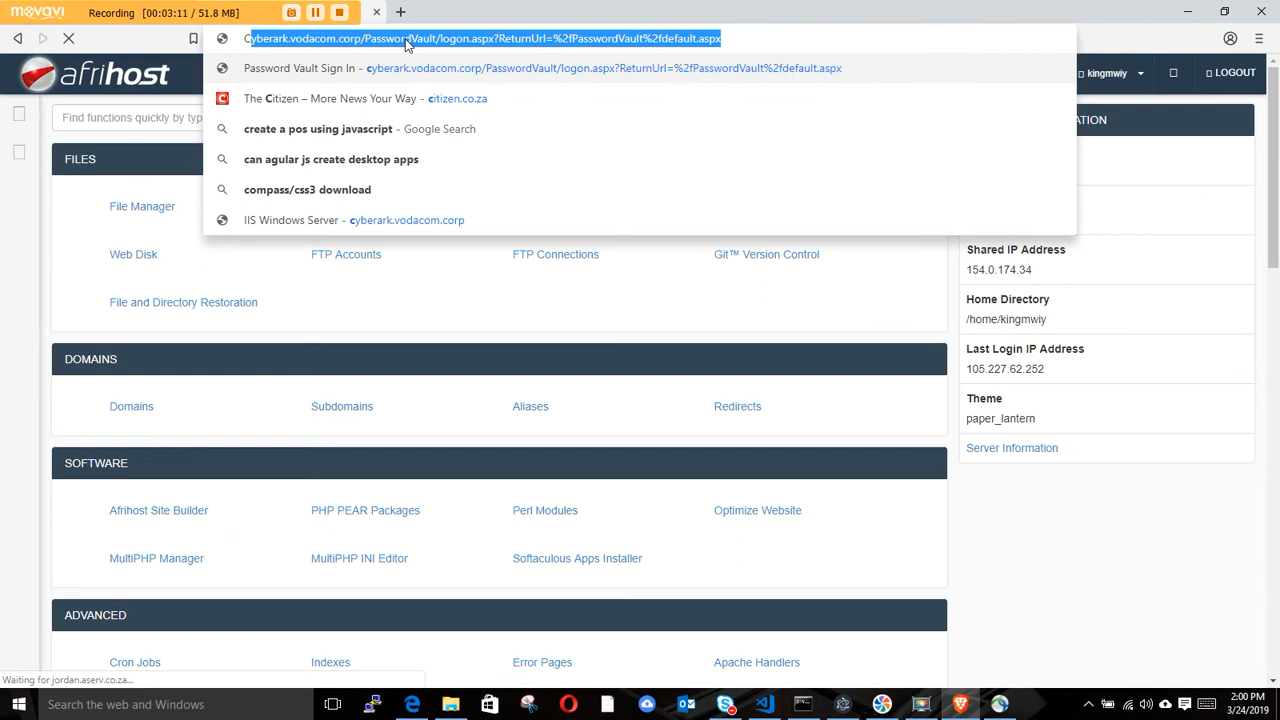 movavi Recording [00:03:11 / 51.8 MB]
Cyberark.vodacom.corp/PasswordVault/logon.aspx?ReturnUrl=%2fPasswordVault%2fdefault.aspx
Password Vault Sign In - cyberark.vodacom.corp/PasswordVault/logon.aspx?ReturnUrl=%2fPasswordVault%2fdefault.aspx
The Citizen – More News Your Way - citizen.co.za
create a pos using javascript - Google Search
can agular js create desktop apps
compass/css3 download
IIS Windows Server - cyberark.vodacom.corp
afrihost
kingmwiy
LOGOUT
Find functions quickly by typ
ATION
FILES
File Manager
Web Disk FTP Accounts FTP Connections Git™ Version Control
File and Directory Restoration
Shared IP Address
154.0.174.34
Home Directory
/home/kingmwiy
Last Login IP Address
105.227.62.252
Theme
paper_lantern
Server Information
DOMAINS
Domains Subdomains Aliases Redirects
SOFTWARE
Afrihost Site Builder PHP PEAR Packages Perl Modules Optimize Website
MultiPHP Manager MultiPHP INI Editor Softaculous Apps Installer
ADVANCED
Cron Jobs Indexes Error Pages Apache Handlers
Waiting for jordan.aserv.co.za...
Search the web and Windows
2:00 PM
3/24/2019